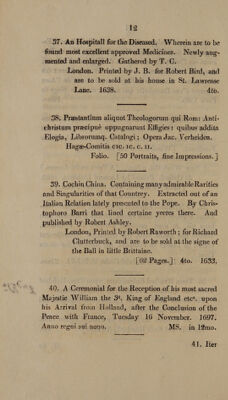 12
37. An Hospitall for the Diseased. Wherein are to be
found most excellent approved Medicines. Newly aug-
mented and enlarged. Gathered by T. C.
London. Printed by J. B. for Robert Bird, and
are to be sold at his house in St. Lawrense
Lane. 1638. 4to.
38. Præstantium aliquot Theologorum qui Rom: Anti-
christum præcipuè oppugnarunt Effigies: quibus addita
Elogia, Librorumq. Catalogi; Opera Jac. Verheiden.
Hagæ-Comitis CIƆ. IC. C. II.
Folio. [50 Portraits, fine Impressions.]
39. Cochin China. Containing many admirable Rarities
and Singularities of that Countrey. Extracted out of an
Italian Relation lately presented to the Pope. By Chris-
tophoro Barri that liued certaine yeeres there. And
published by Robert Ashley.
London, Printed by Robert Raworth; for Richard
Clutterbuck, and are to be sold at the signe of
the Ball in little Brittaine.
[62 Pages.] 4to. 1633.
40. A Ceremonial for the Reception of his most sacred
Majestie William the 3d. King of England etc. upon
his Arrival from Holland, after the Conclusion of the
Peace with France, Tuesday 16 November. 1697.
Anno regni sui nono. MS. in 12mo.
41. Iter